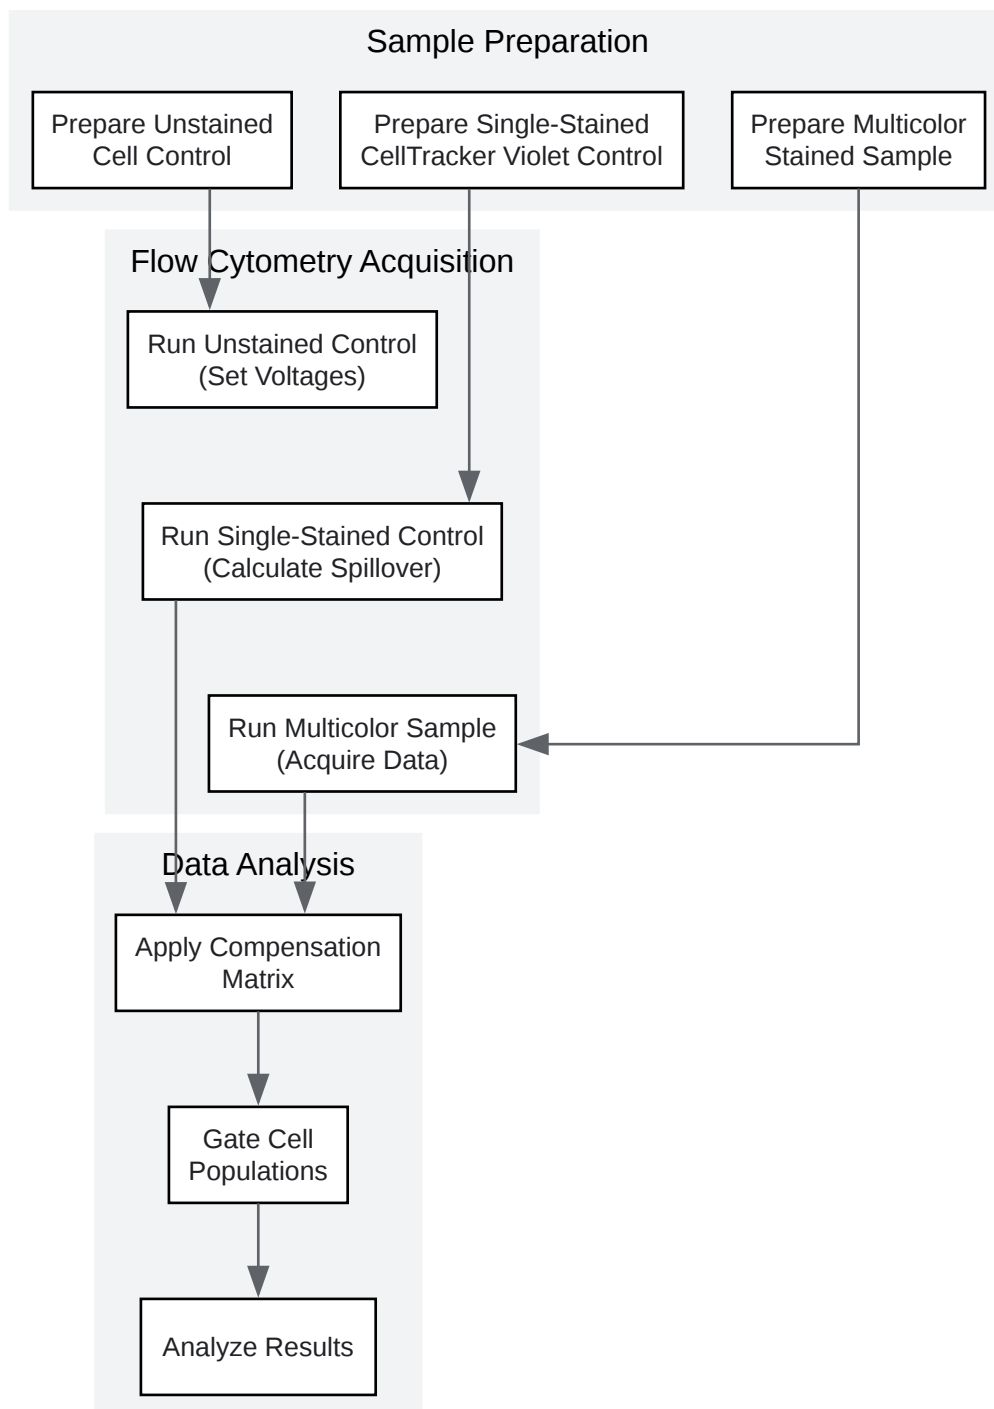 Sample Preparation
Prepare Unstained
Cell Control
Prepare Single-Stained
CellTracker Violet Control
Prepare Multicolor
Stained Sample
Flow Cytometry Acquisition
Run Unstained Control
(Set Voltages)
Run Single-Stained Control
(Calculate Spillover)
Run Multicolor Sample
(Acquire Data)
Data Analysis
Apply Compensation
Matrix
Gate Cell
Populations
Analyze Results